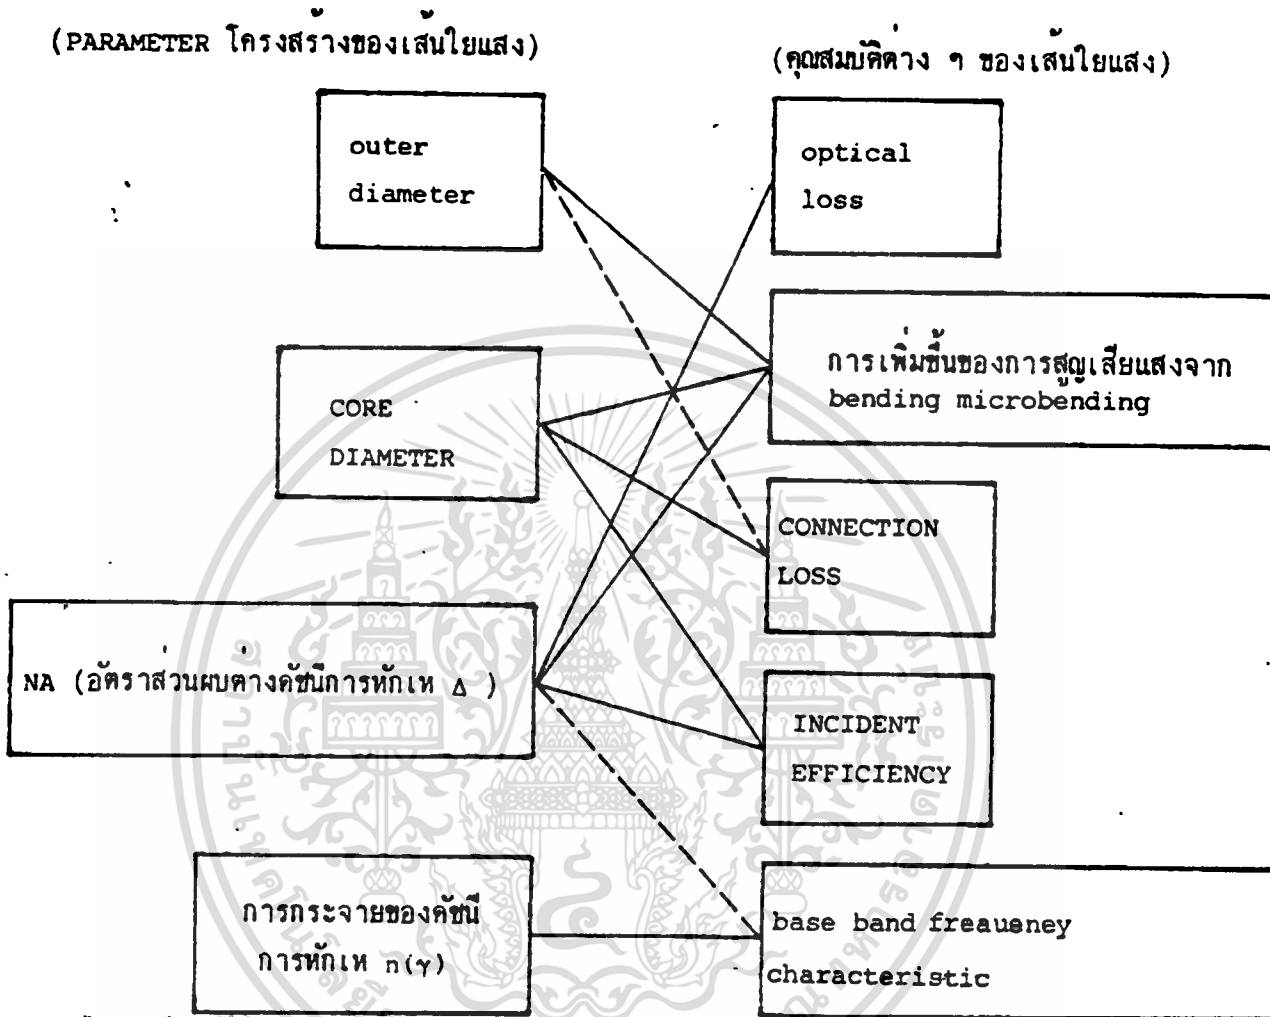 (PARAMETER โครงสร้างของเส้นใยแสง)
(คุณสมบัติต่าง ๆ ของเส้นใยแสง)
outer
diameter
optical
loss
CORE
DIAMETER
การเพิ่มขึ้นของการสูญเสียแสงจาก
bending microbending
CONNECTION
LOSS
NA (อัตราส่วนผบต่างดัชนีการหักเห Δ )
INCIDENT
EFFICIENCY
การกระจายของดัชนี
การหักเห n(γ)
base band freaueney
characteristic